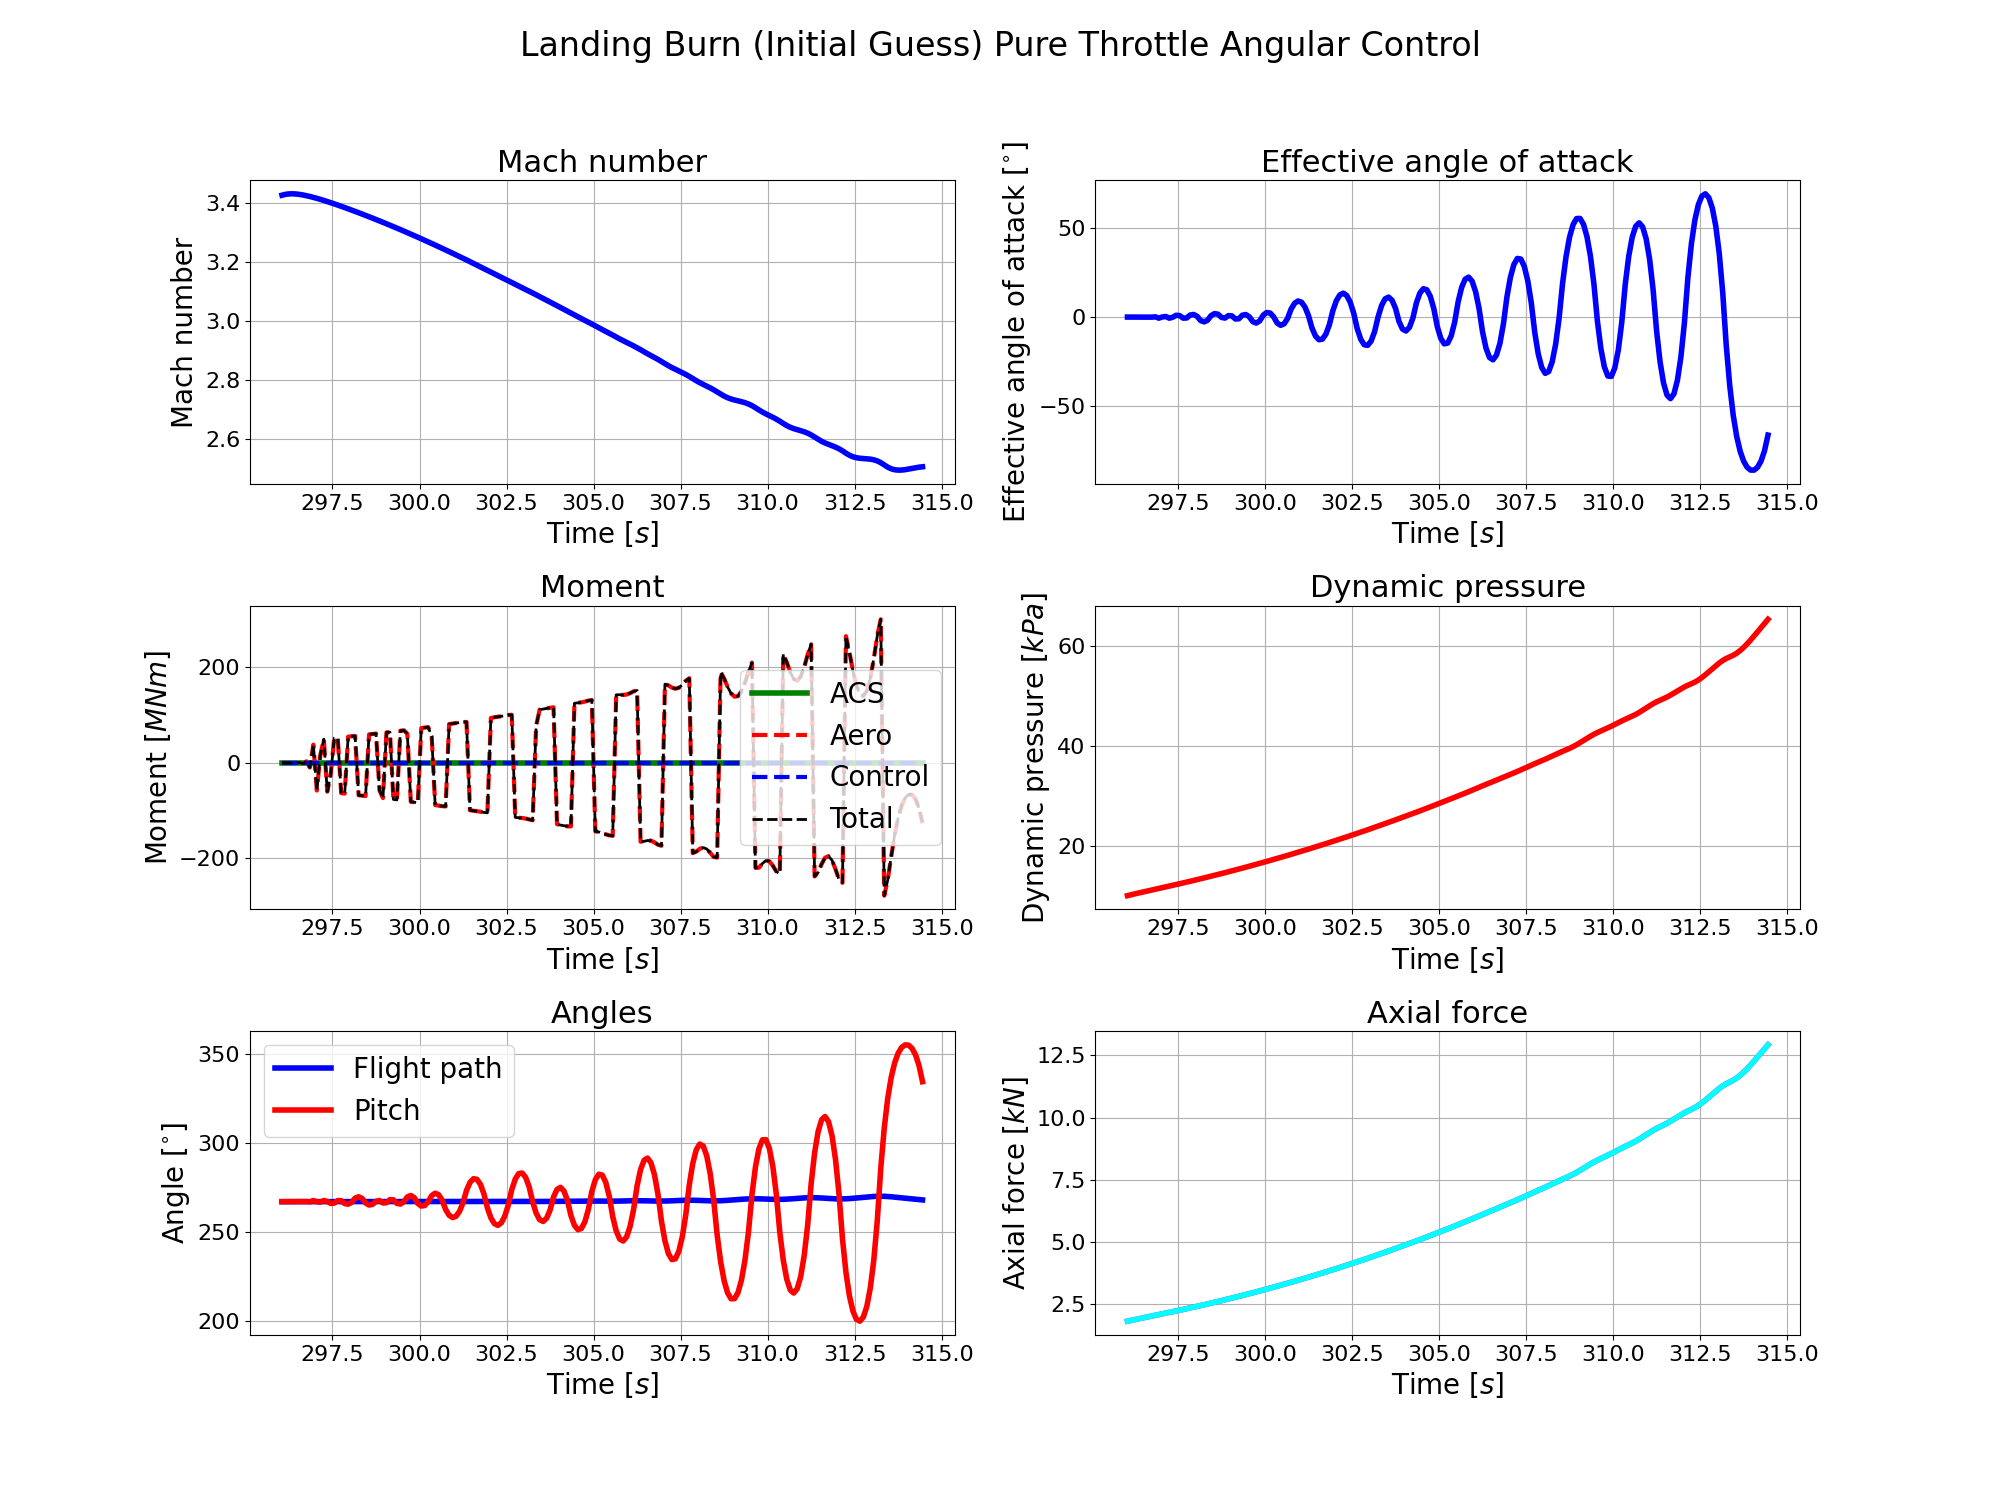 Landing Burn (Initial Guess) Pure Throttle Angular Control
Mach number
Mach number
3.4
3.2
3.0
2.8
2.6
297.5 300.0 302.5 305.0 307.5 310.0 312.5 315.0
Time [s]
Effective angle of attack
Effective angle of attack [°]
50
0
−50
297.5 300.0 302.5 305.0 307.5 310.0 312.5 315.0
Time [s]
Moment
Moment [MNm]
200
0
−200
ACS
Aero
Control
Total
297.5 300.0 302.5 305.0 307.5 310.0 312.5 315.0
Time [s]
Dynamic pressure
Dynamic pressure [kPa]
60
40
20
297.5 300.0 302.5 305.0 307.5 310.0 312.5 315.0
Time [s]
Angles
Angle [°]
350
300
250
200
Flight path
Pitch
297.5 300.0 302.5 305.0 307.5 310.0 312.5 315.0
Time [s]
Axial force
Axial force [kN]
12.5
10.0
7.5
5.0
2.5
297.5 300.0 302.5 305.0 307.5 310.0 312.5 315.0
Time [s]